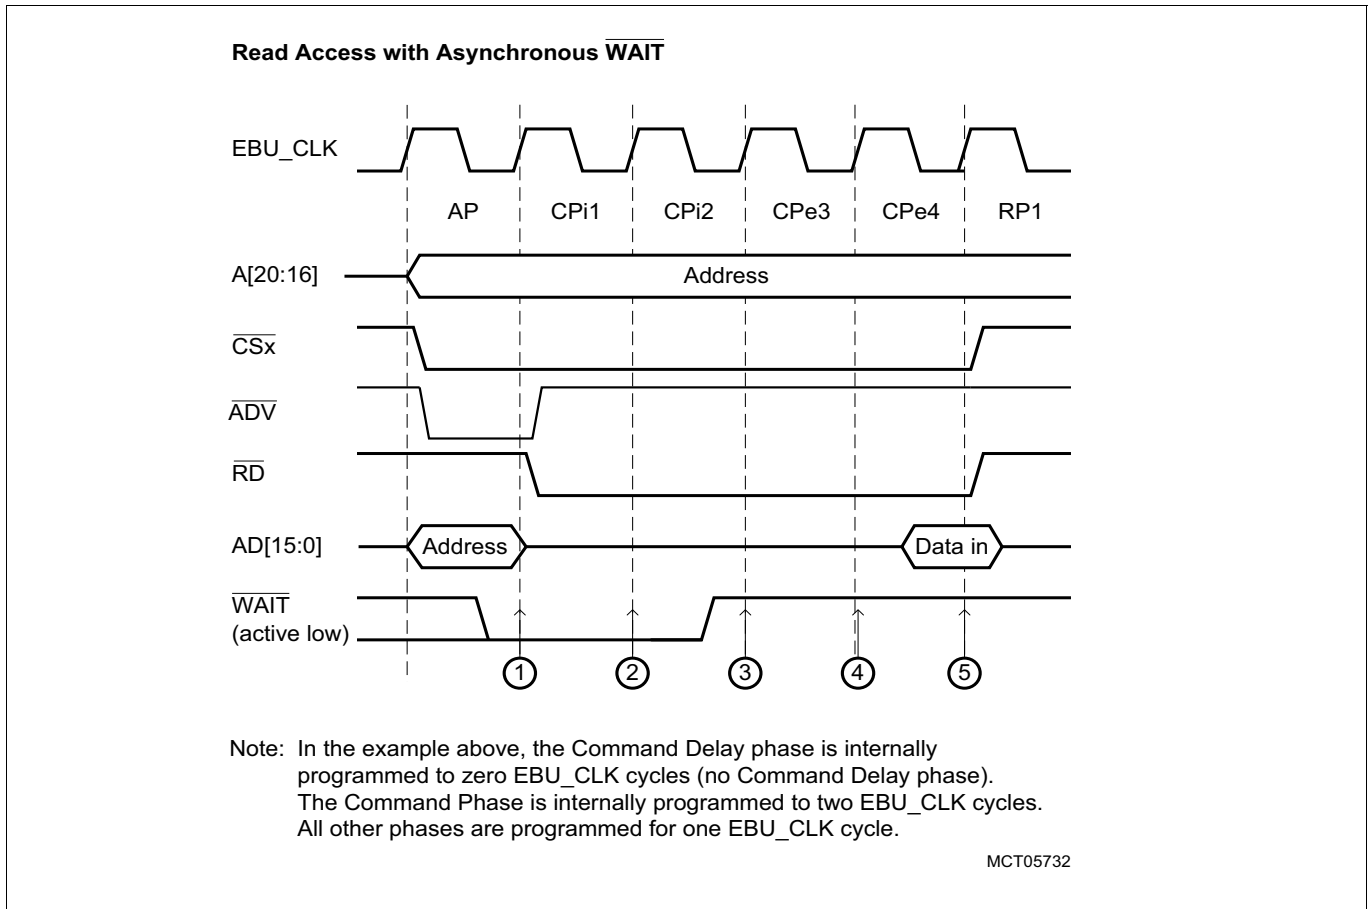 Read Access with Asynchronous WAIT
EBU_CLK
AP CPi1 CPi2 CPe3 CPe4 RP1
A[20:16] Address
CSx
ADV
RD
AD[15:0] Address Data in
WAIT
(active low)
1 2 3 4 5
Note: In the example above, the Command Delay phase is internally
programmed to zero EBU_CLK cycles (no Command Delay phase).
The Command Phase is internally programmed to two EBU_CLK cycles.
All other phases are programmed for one EBU_CLK cycle.
MCT05732